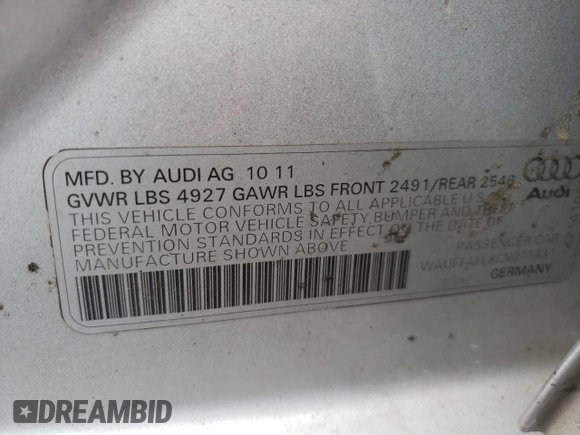 MFD. BY AUDI AG 10 11
GVWR LBS 4927 GAWR LBS FRONT 2491/REAR 2546
THIS VEHICLE CONFORMS TO ALL APPLICABLE U.S.
FEDERAL MOTOR VEHICLE SAFETY, BUMPER AND THEFT
PREVENTION STANDARDS IN EFFECT ON THE DATE OF
MANUFACTURE SHOWN ABOVE
Audi
PASSENGER CAR
GERMANY
DREAMBID